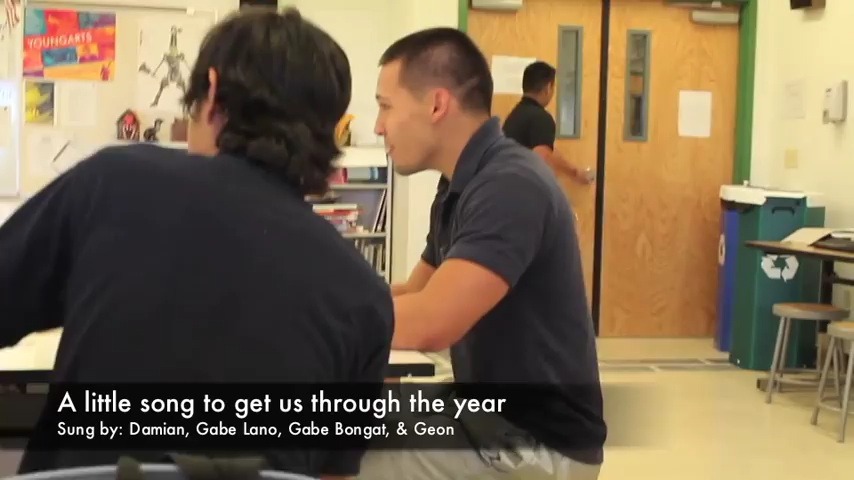 YOUNGARTS
A little song to get us through the year
Sung by: Damian, Gabe Lano, Gabe Bongat, & Geon